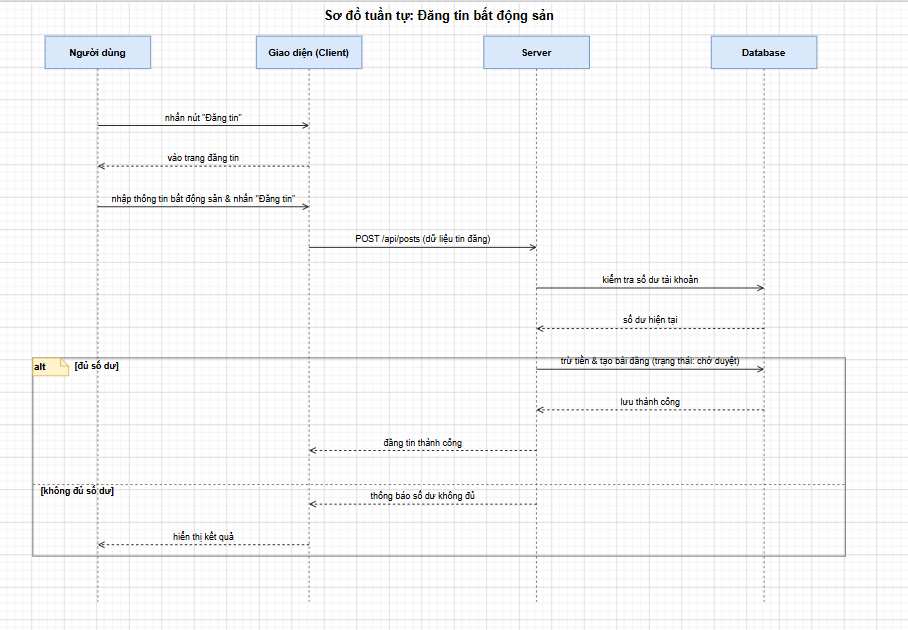 Sơ đồ tuần tự: Đăng tin bất động sản
Người dùng
Giao diện (Client)
Server
Database
nhấn nút "Đăng tin"
vào trang đăng tin
nhập thông tin bất động sản & nhấn "Đăng tin"
POST /api/posts (dữ liệu tin đăng)
kiểm tra số dư tài khoản
số dư hiện tại
alt
[đủ số dư]
trừ tiền & tạo bài đăng (trạng thái: chờ duyệt)
lưu thành công
đăng tin thành công
[không đủ số dư]
thông báo số dư không đủ
hiển thị kết quả